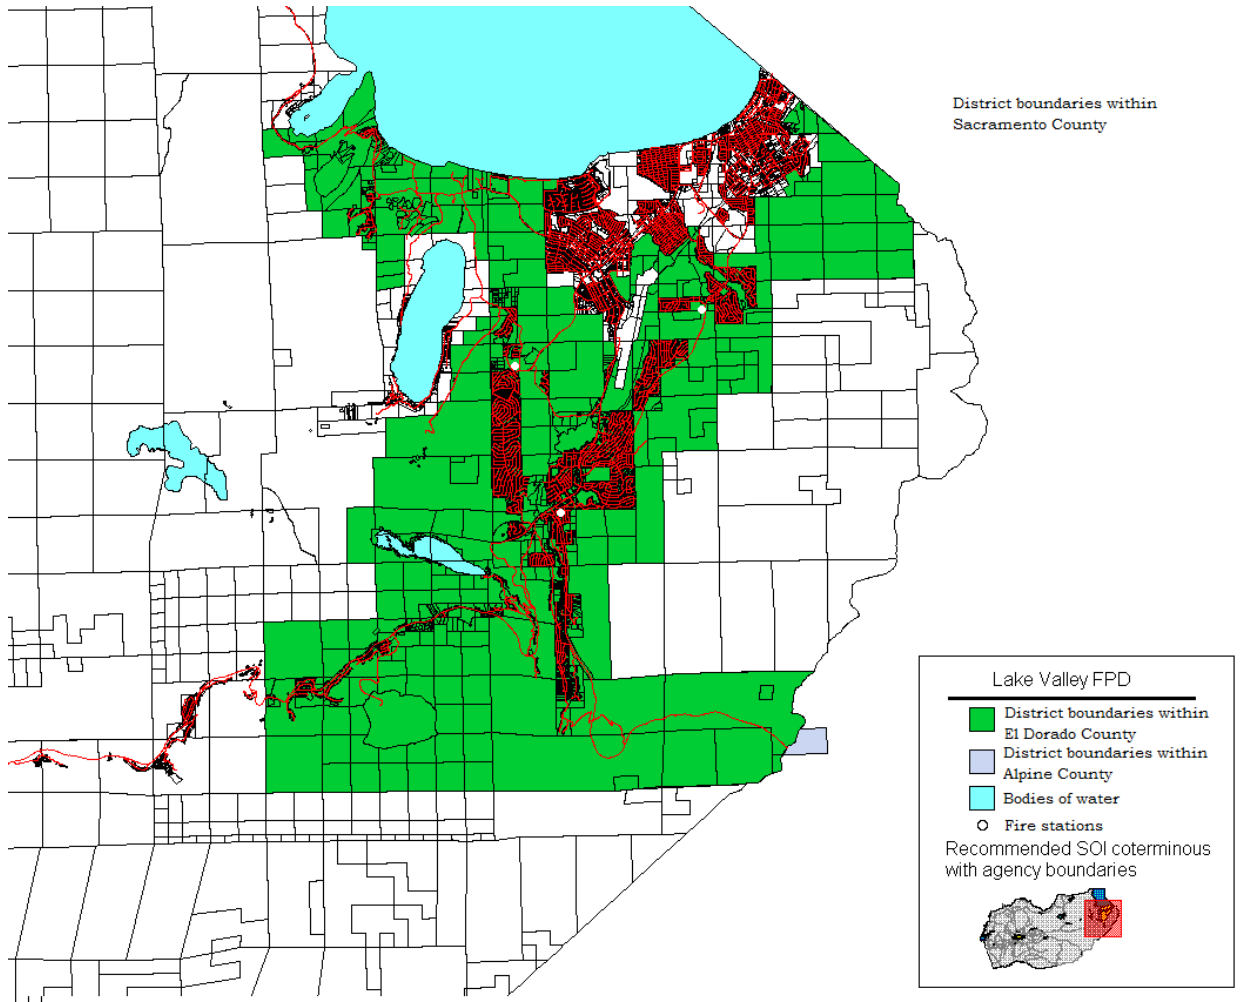 District boundaries within
Sacramento County
Lake Valley FPD
District boundaries within
El Dorado County
District boundaries within
Alpine County
Bodies of water
Fire stations
Recommended SOI coterminous
with agency boundaries